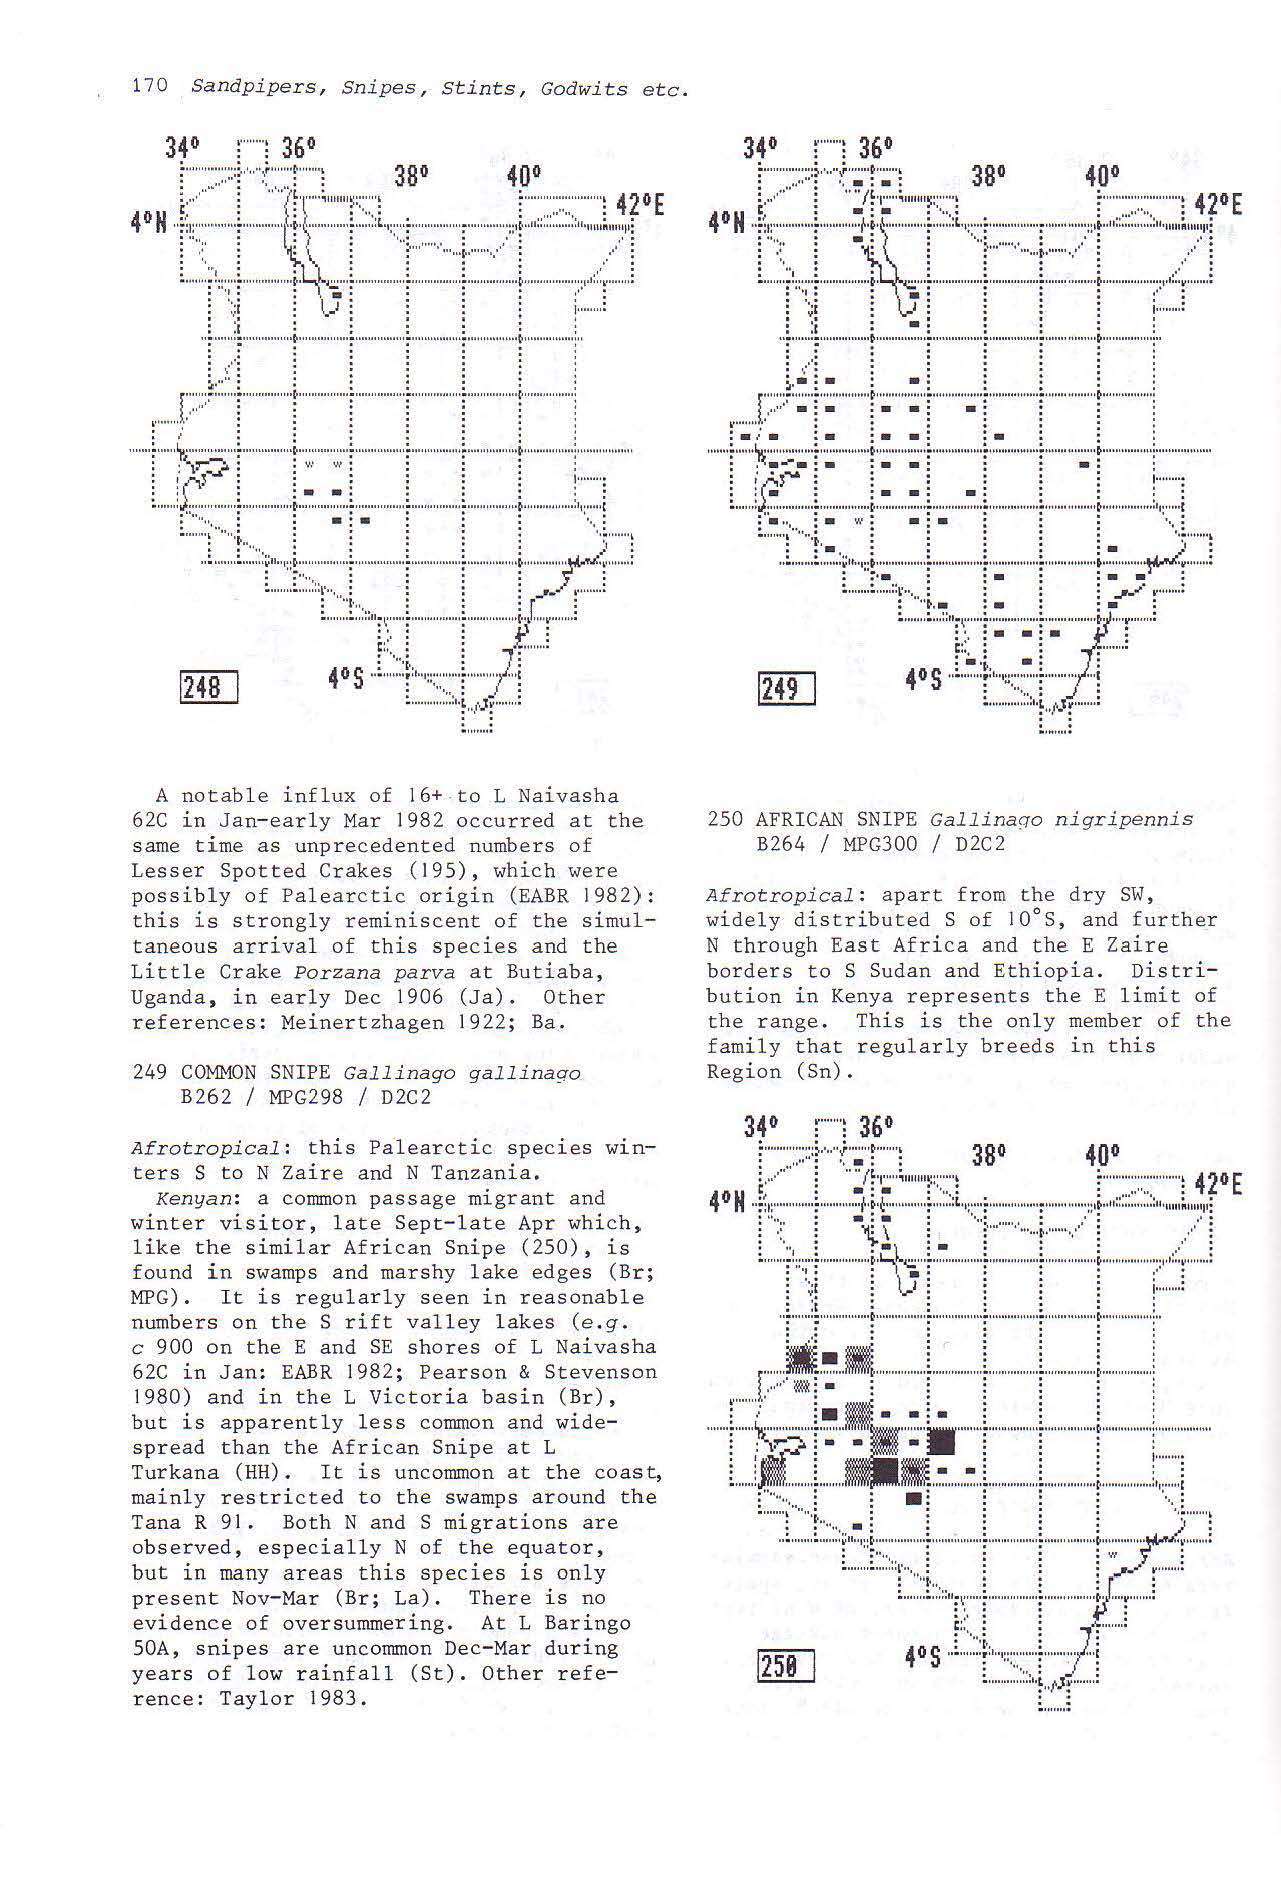 170 Sandpipers, Snipes, Stints, Godwits etc.
34° 36°
38° 40°
42°E
4°N
w w
4°S
248
34° 36°
38° 40°
42°E
4°N
w
4°S
249
A notable influx of 16+ to L Naivasha
62C in Jan-early Mar 1982 occurred at the
same time as unprecedented numbers of
Lesser Spotted Crakes (195), which were
possibly of Palearctic origin (EABR 1982):
this is strongly reminiscent of the simul-
taneous arrival of this species and the
Little Crake Porzana parva at Butiaba,
Uganda, in early Dec 1906 (Ja). Other
references: Meinertzhagen 1922; Ba.
249 COMMON SNIPE Gallinago gallinago
B262 / MPG298 / D2C2
Afrotropical: this Palearctic species win-
ters S to N Zaire and N Tanzania.
Kenyan: a common passage migrant and
winter visitor, late Sept-late Apr which,
like the similar African Snipe (250), is
found in swamps and marshy lake edges (Br;
MPG). It is regularly seen in reasonable
numbers on the S rift valley lakes (e.g.
c 900 on the E and SE shores of L Naivasha
62C in Jan: EABR 1982; Pearson & Stevenson
1980) and in the L Victoria basin (Br),
but is apparently less common and wide-
spread than the African Snipe at L
Turkana (HH). It is uncommon at the coast,
mainly restricted to the swamps around the
Tana R 91. Both N and S migrations are
observed, especially N of the equator,
but in many areas this species is only
present Nov-Mar (Br; La). There is no
evidence of oversummering. At L Baringo
50A, snipes are uncommon Dec-Mar during
years of low rainfall (St). Other refe-
rence: Taylor 1983.
250 AFRICAN SNIPE Gallinago nigripennis
B264 / MPG300 / D2C2
Afrotropical: apart from the dry SW,
widely distributed S of 10°S, and further
N through East Africa and the E Zaire
borders to S Sudan and Ethiopia. Distri-
bution in Kenya represents the E limit of
the range. This is the only member of the
family that regularly breeds in this
Region (Sn).
34° 36°
38° 40°
42°E
4°N
w
4°S
250